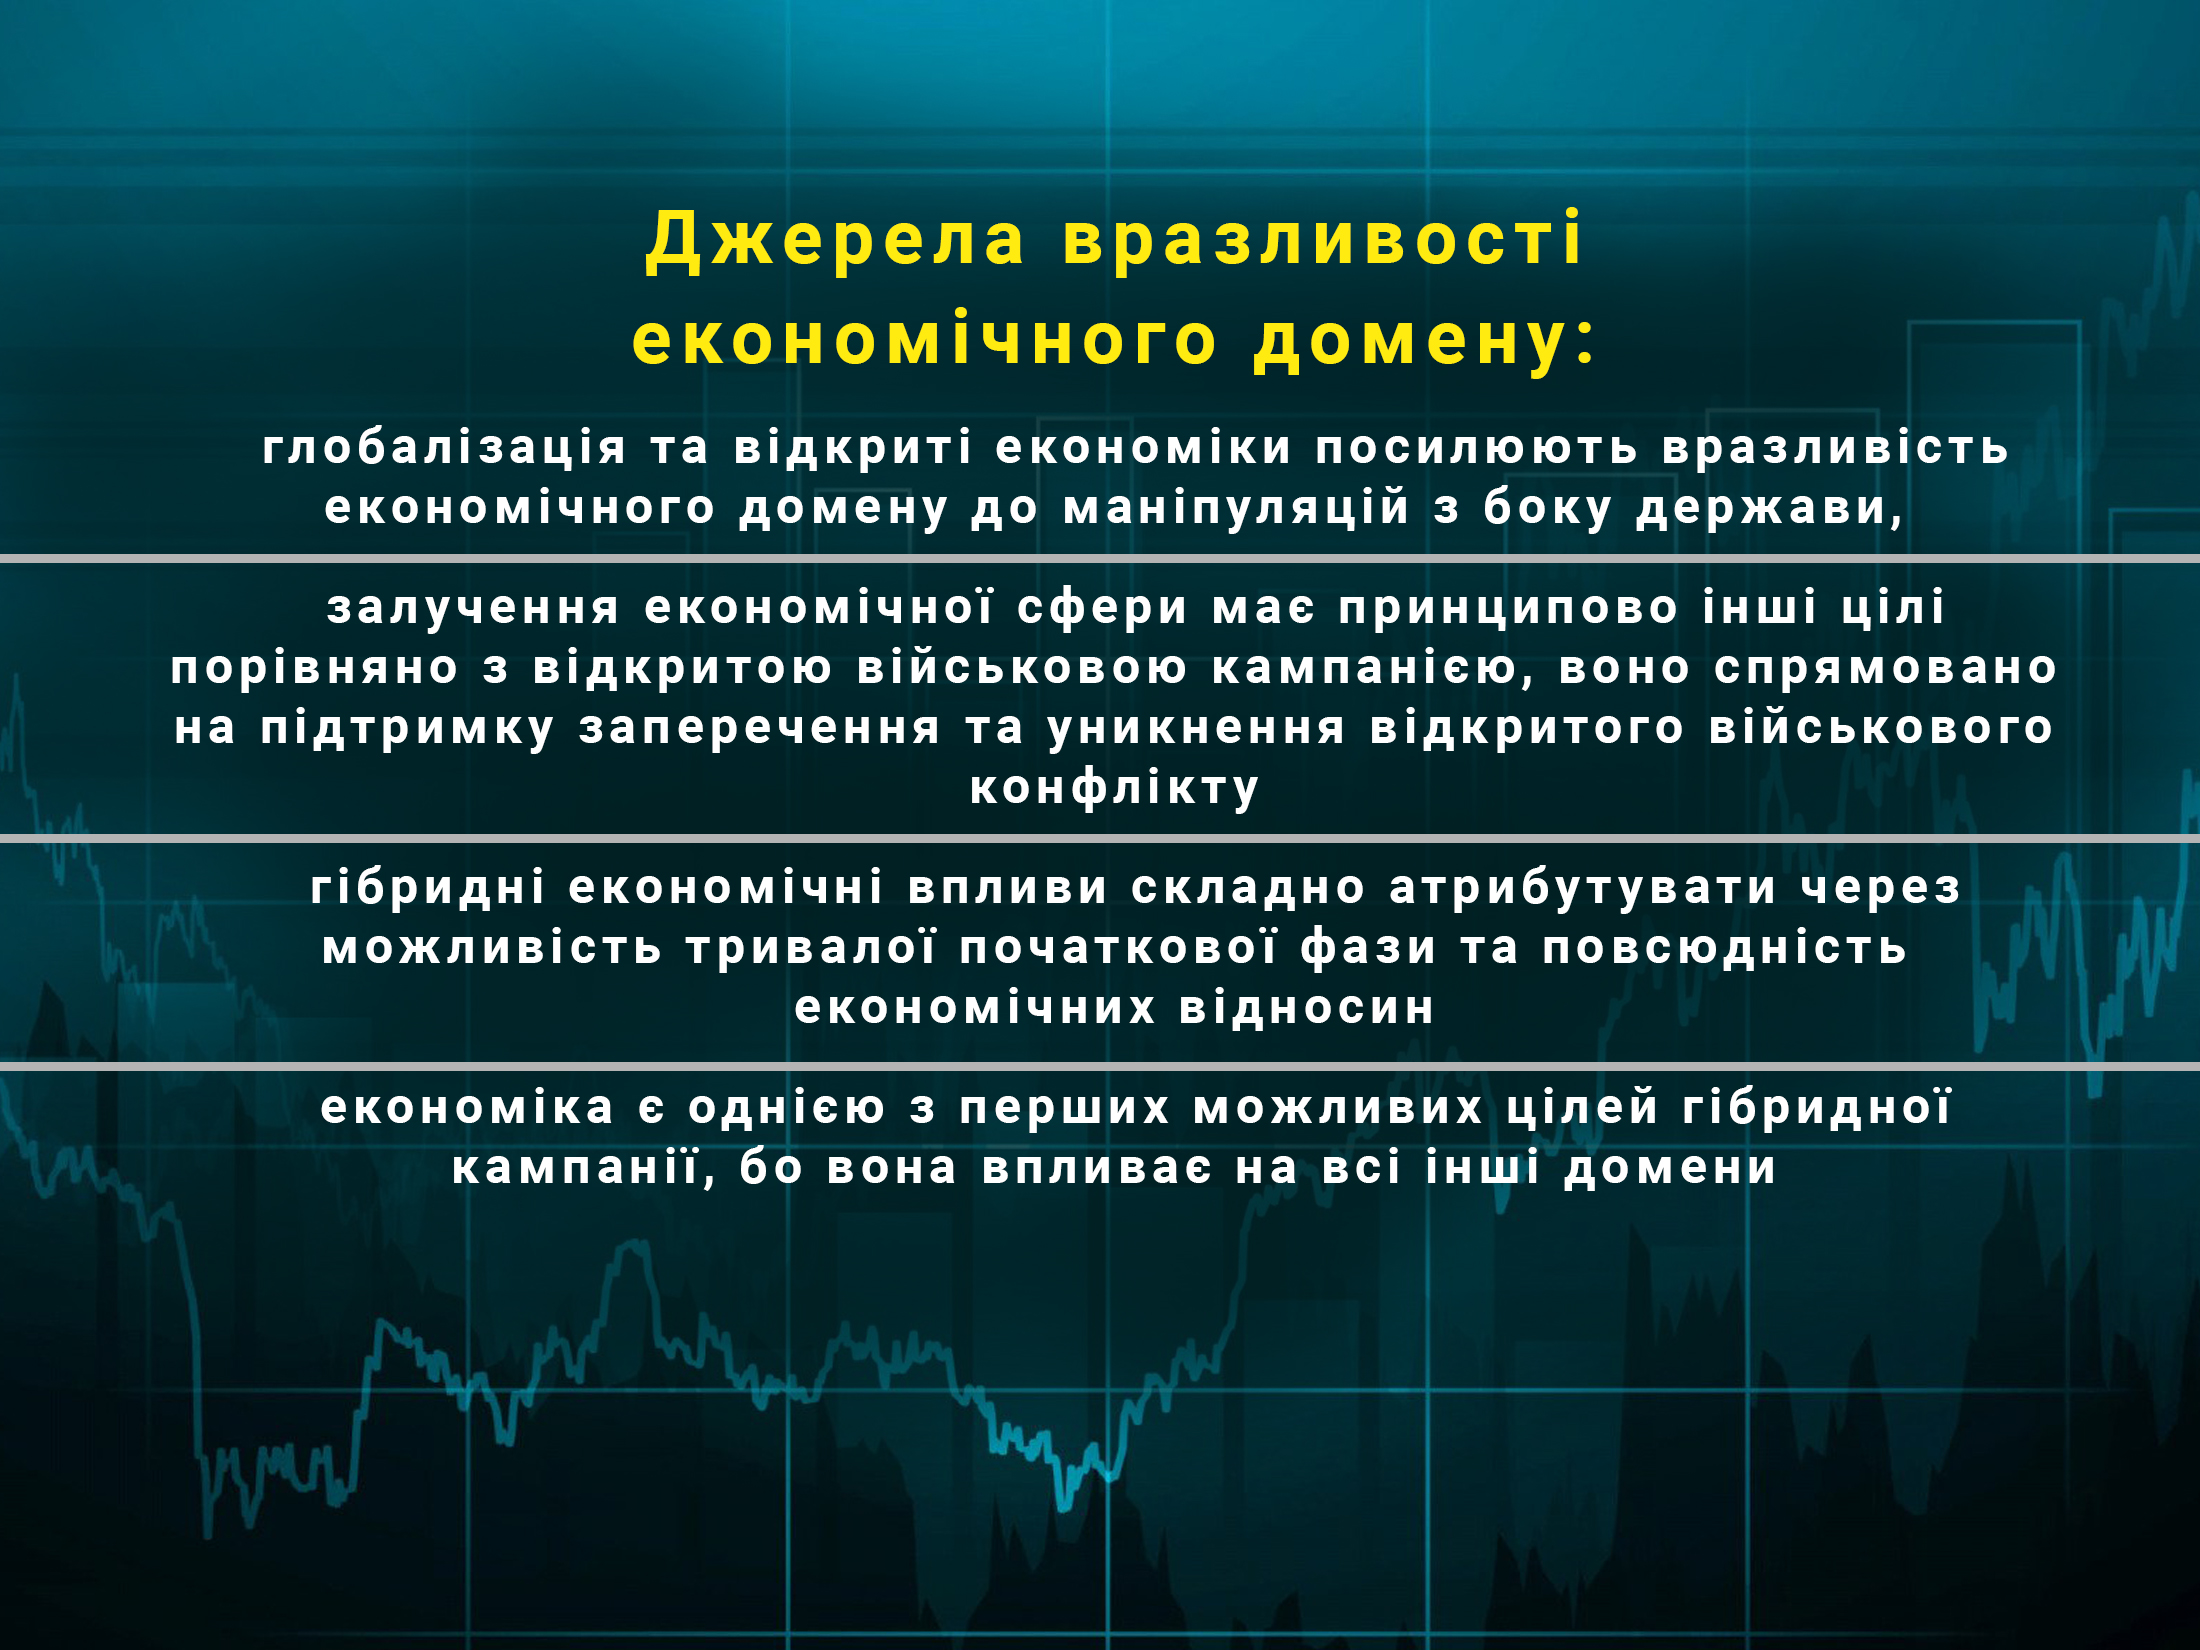 Джерела вразливості
економічного домену:
глобалізація та відкриті економіки посилюють вразливість
економічного домену до маніпуляцій з боку держави,
залучення економічної сфери має принципово інші цілі
порівняно з відкритою військовою кампанією, воно спрямовано
на підтримку заперечення та уникнення відкритого військового
конфлікту
гібридні економічні впливи складно атрибутувати через
можливість тривалої початкової фази та повсюдність
економічних відносин
економіка є однією з перших можливих цілей гібридної
кампанії, бо вона впливає на всі інші домени